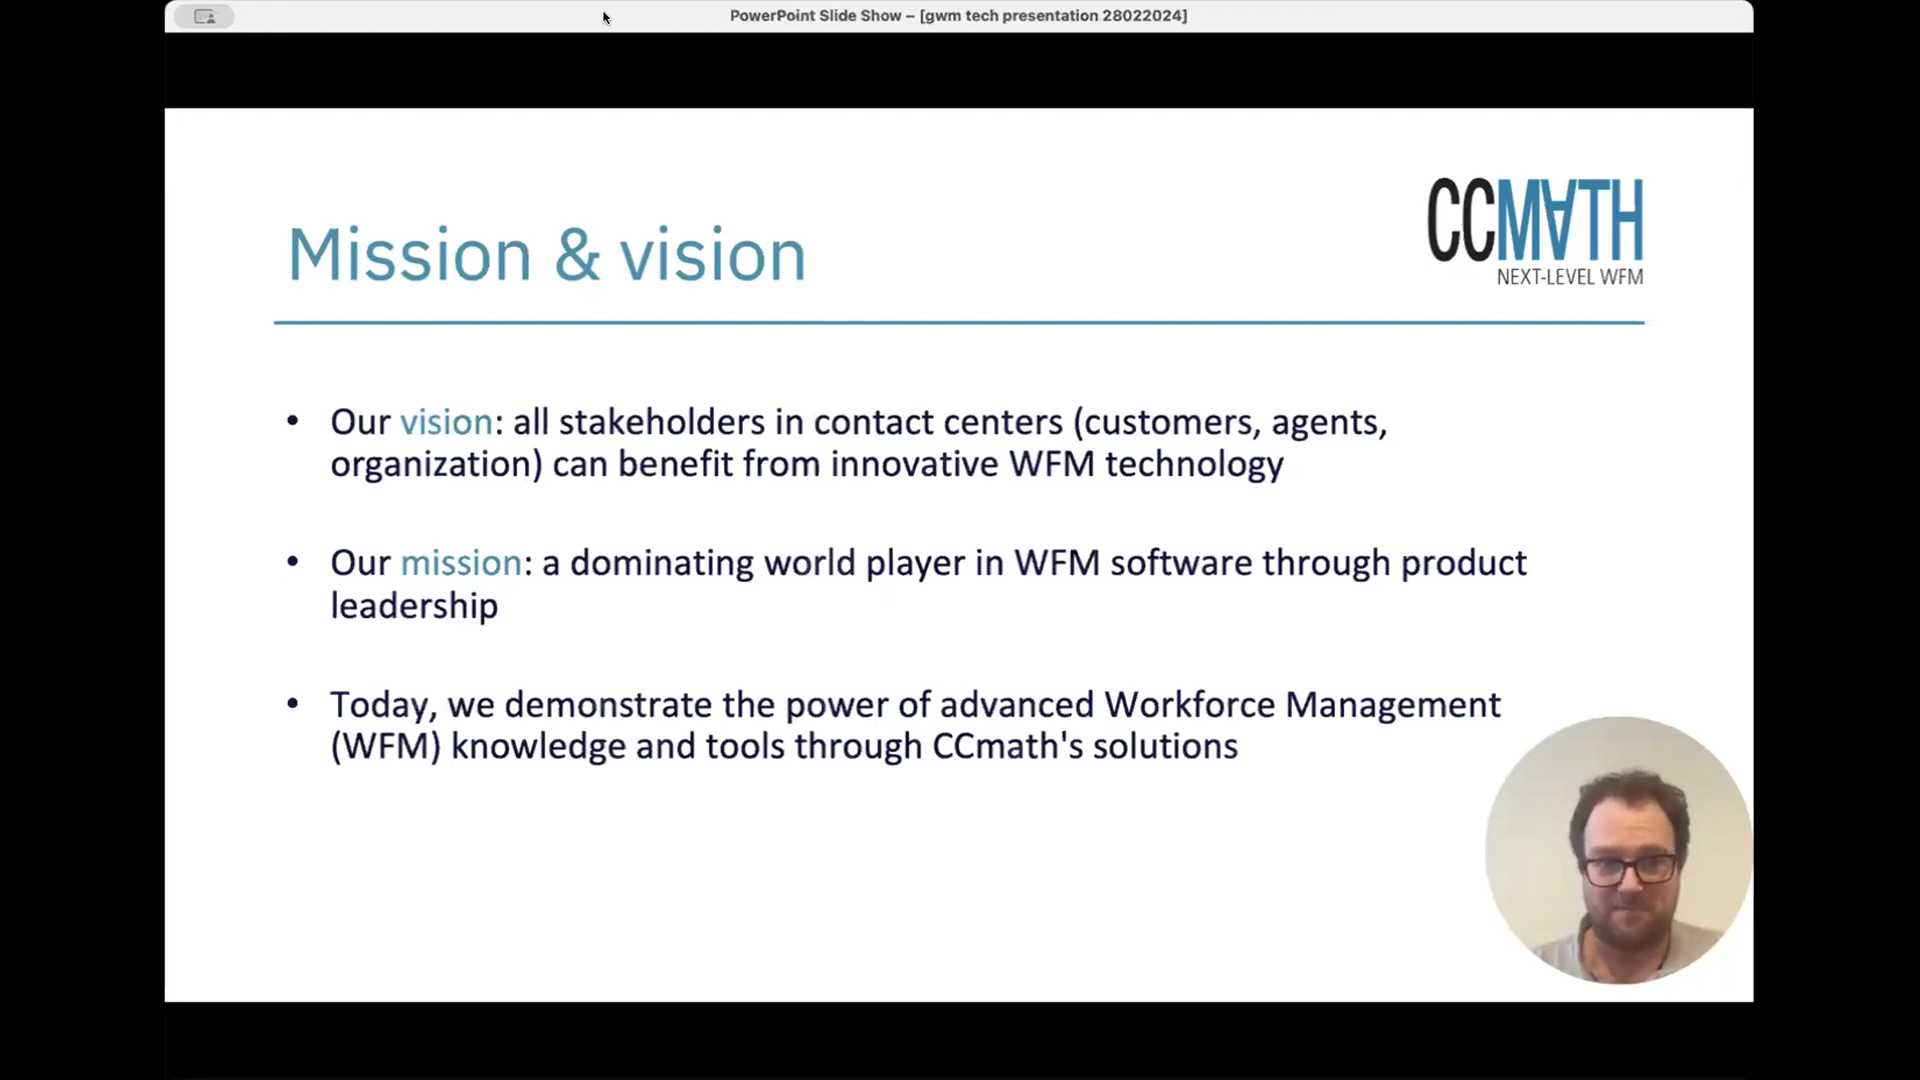 PowerPoint Slide Show – [gwm tech presentation 28022024]
CCMATH
NEXT-LEVEL WFM
Mission & vision
• Our vision: all stakeholders in contact centers (customers, agents,
organization) can benefit from innovative WFM technology
• Our mission: a dominating world player in WFM software through product
leadership
• Today, we demonstrate the power of advanced Workforce Management
(WFM) knowledge and tools through CCmath's solutions